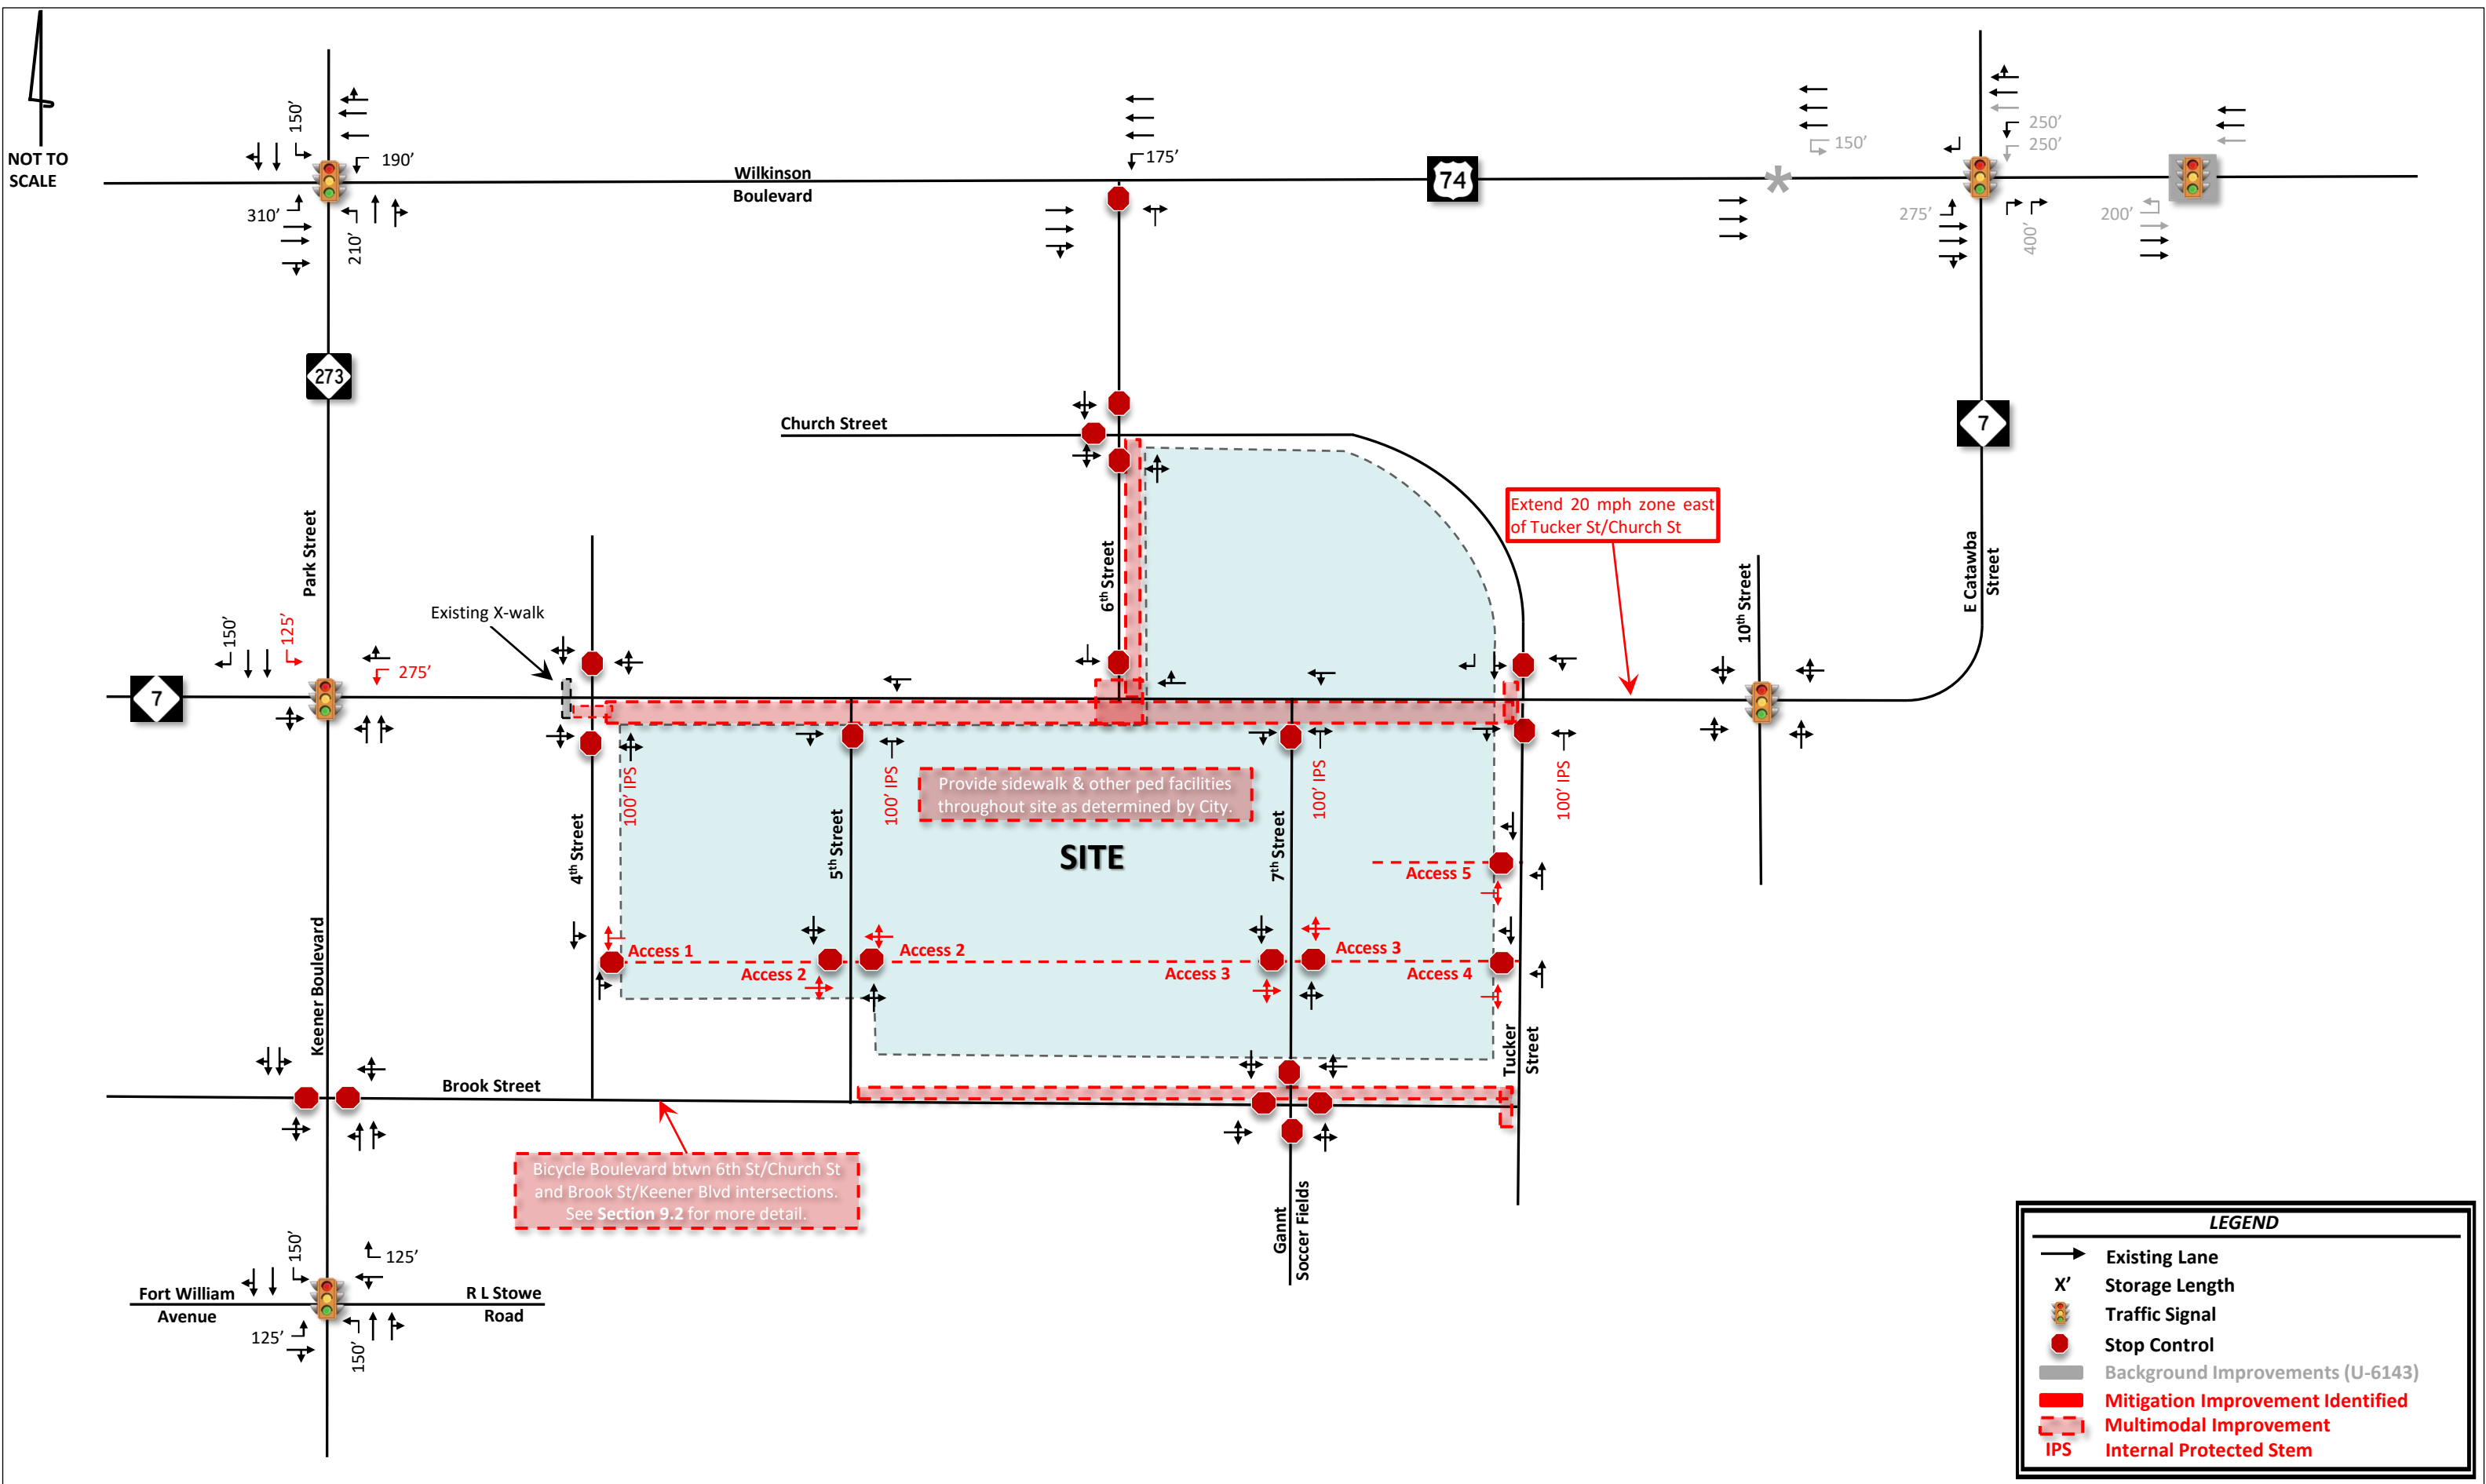 NOT TO
SCALE
150'
190'
310'
210'
Wilkinson
Boulevard
175'
74
150'
250'
250'
275'
400'
200'
273
Church Street
7
Park Street
6th Street
Extend 20 mph zone east
of Tucker St/Church St
10th Street
E Catawba
Street
Existing X-walk
150'
125'
275'
7
100' IPS
100' IPS
100' IPS
100' IPS
Provide sidewalk & other ped facilities
throughout site as determined by City.
4th Street
5th Street
7th Street
SITE
Access 5
Access 1
Access 2
Access 2
Access 3
Access 3
Access 4
Keener Boulevard
Tucker
Street
Brook Street
Bicycle Boulevard btwn 6th St/Church St
and Brook St/Keener Blvd intersections.
See Section 9.2 for more detail.
Gannt
Soccer Fields
150'
125'
Fort William
Avenue
R L Stowe
Road
125'
150'
LEGEND
Existing Lane
X' Storage Length
Traffic Signal
Stop Control
Background Improvements (U-6143)
Mitigation Improvement Identified
Multimodal Improvement
IPS Internal Protected Stem